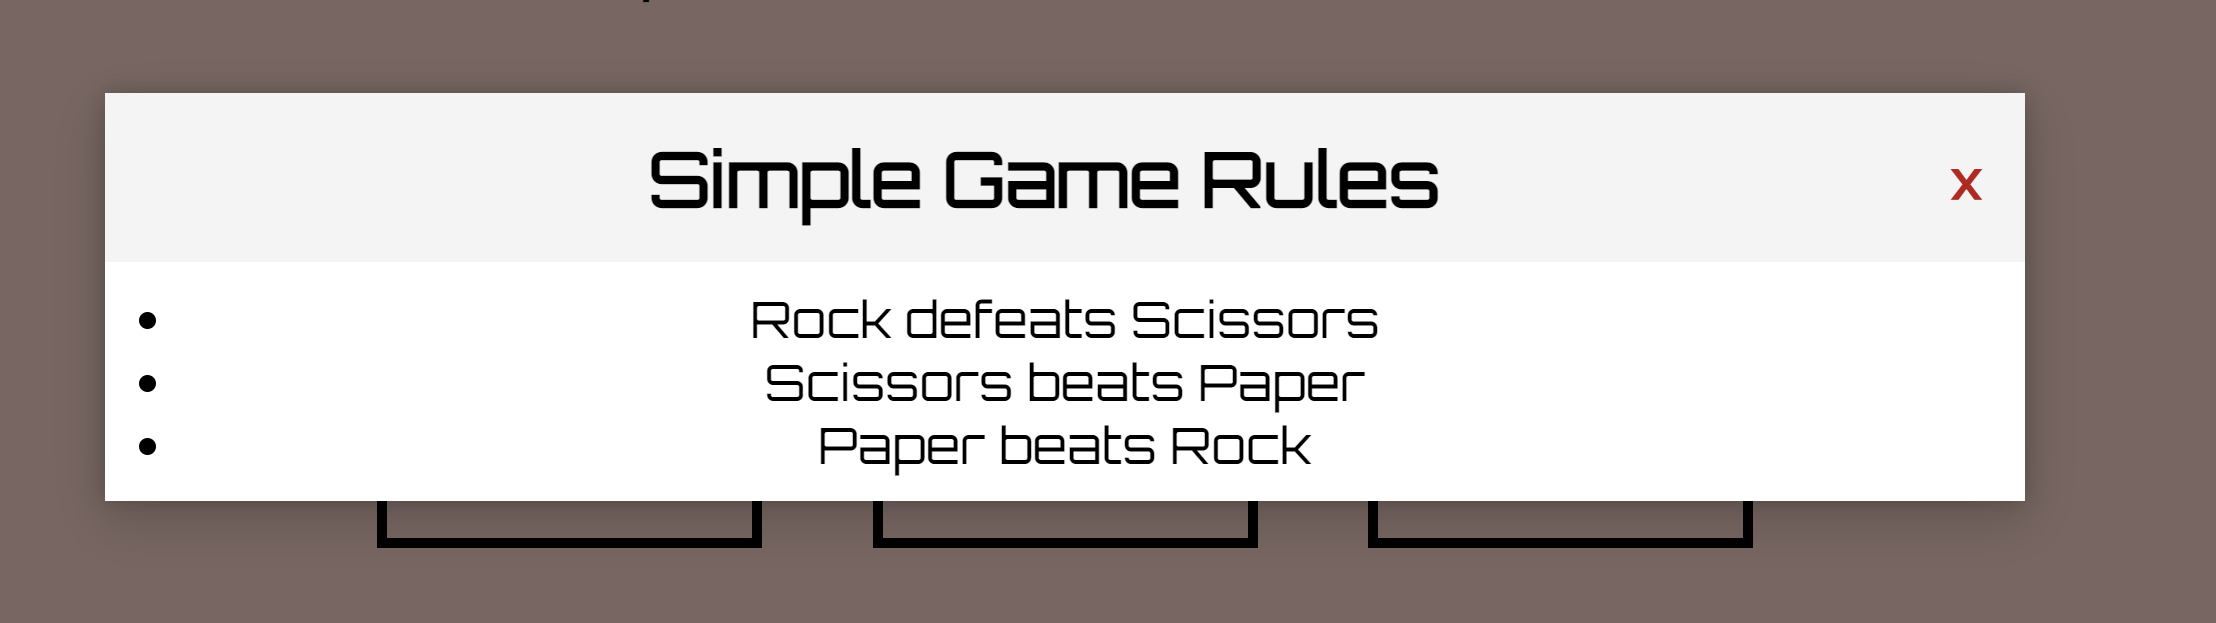 Simple Game Rules
x
• Rock defeats Scissors
• Scissors beats Paper
• Paper beats Rock